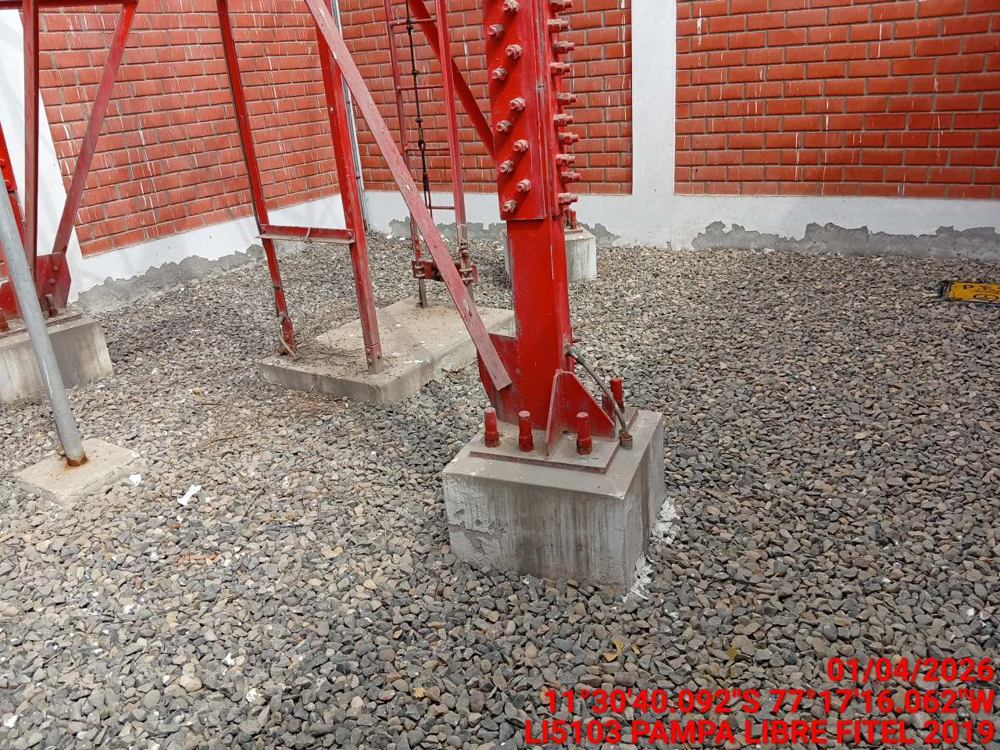 01/04/2026
11°30'40.092"S 77°17'16.062"W
LI5103 PAMPA LIBRE FITEL 2019